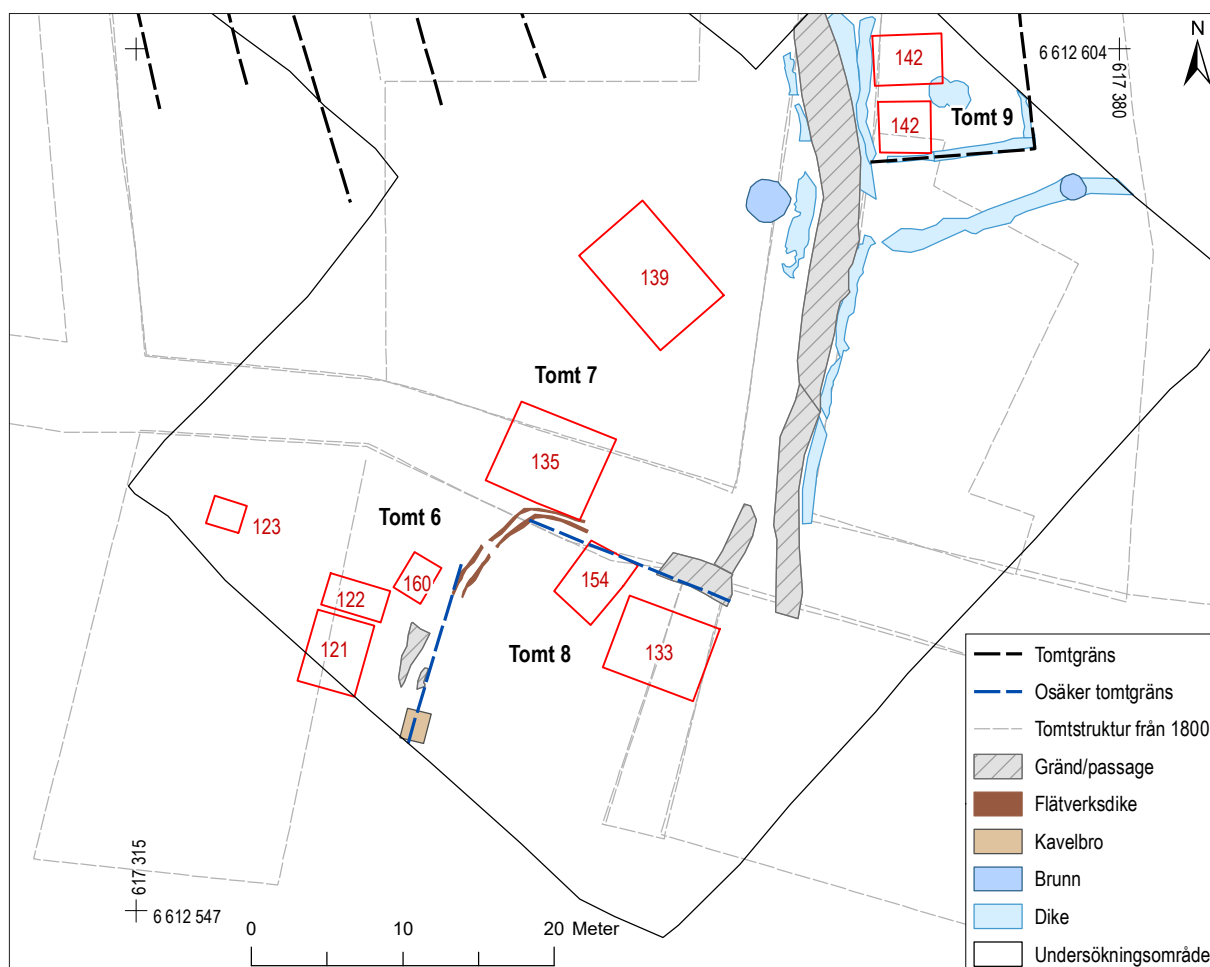 N
6 612 604
617 380
142
142
Tomt 9
139
Tomt 7
135
Tomt 6
123
160
154
122
121
Tomt 8
133
617 315
6 612 547
0 10 20 Meter
Tomtgräns
Osäker tomtgräns
Tomtstruktur från 1800
Gränd/passage
Flätverksdike
Kavelbro
Brunn
Dike
Undersökningsområde